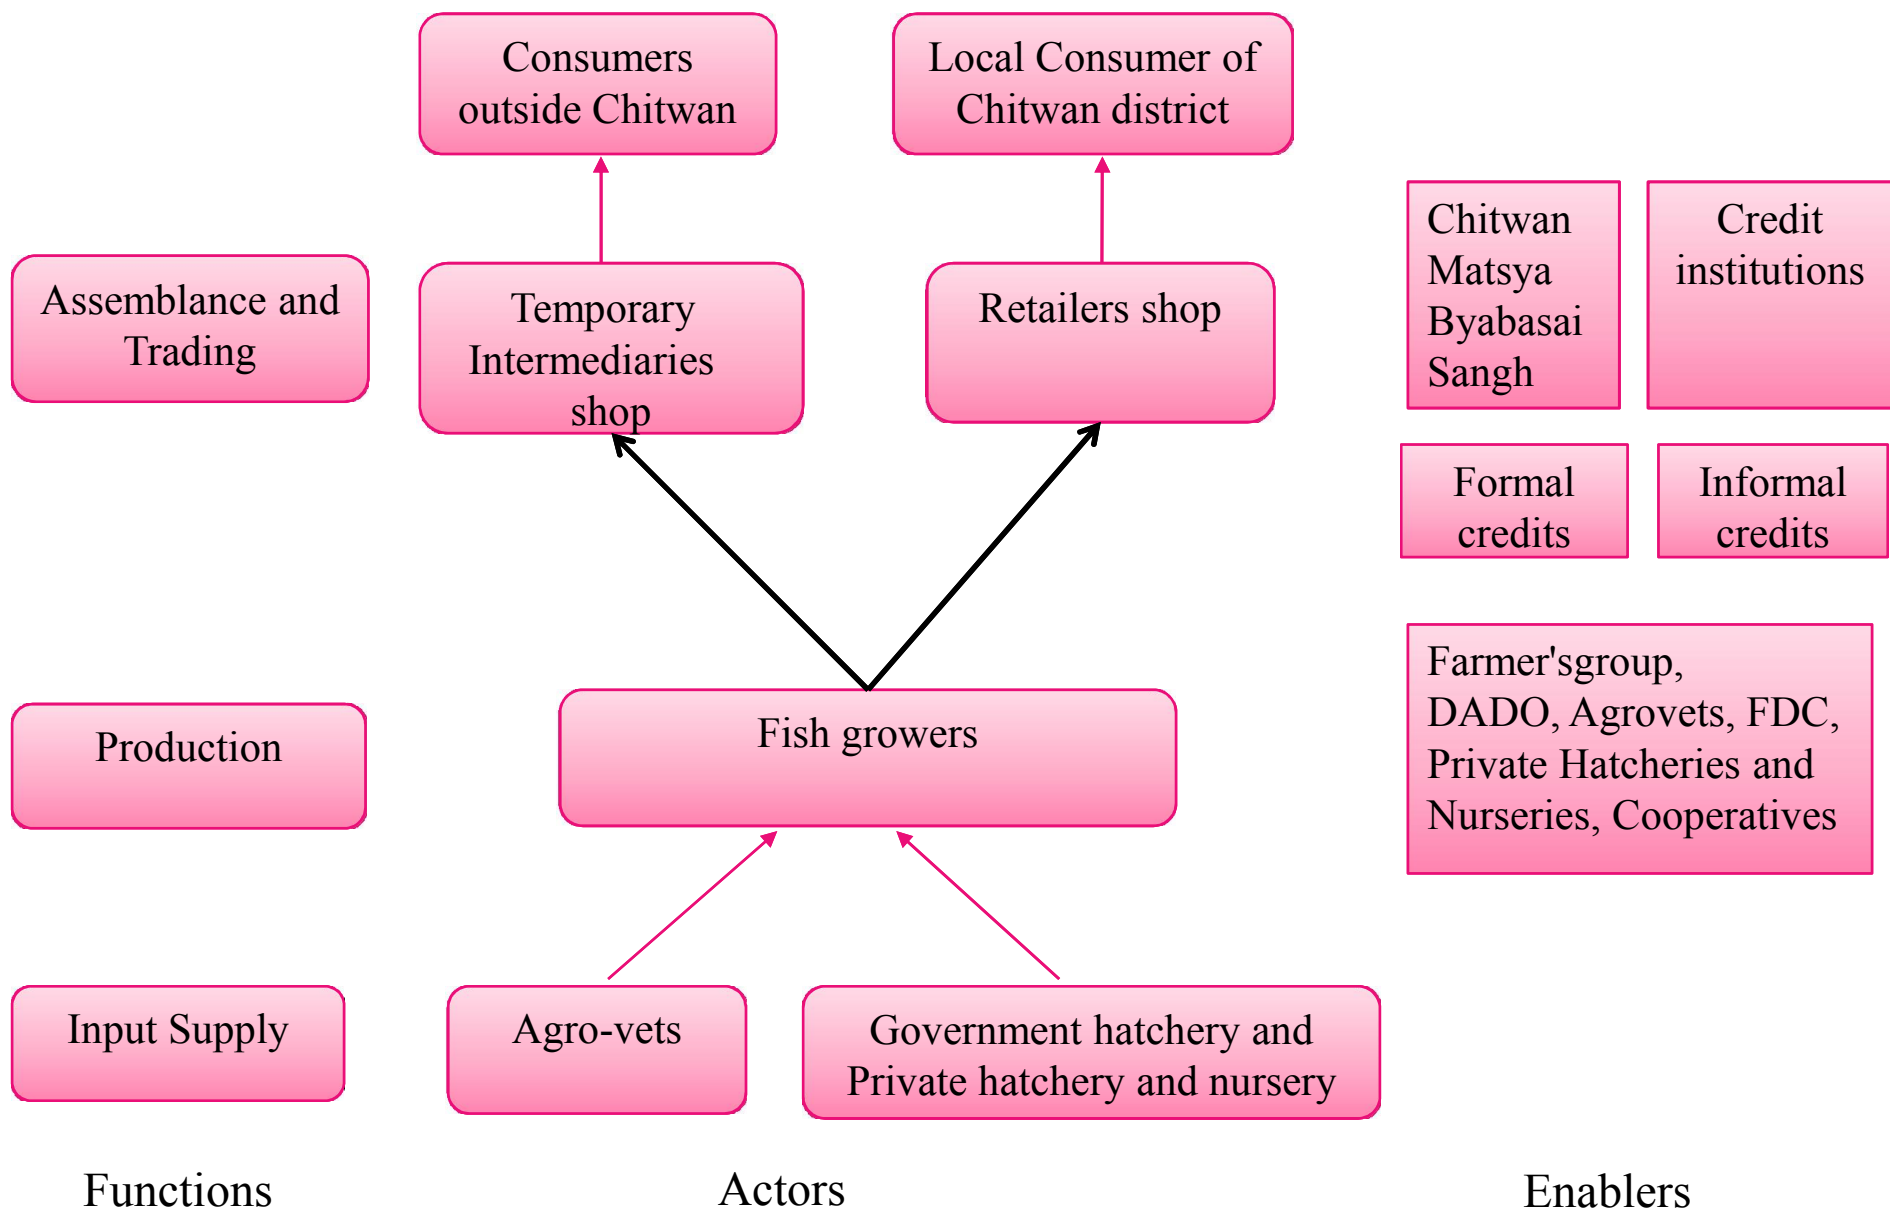 Consumers
outside Chitwan
Local Consumer of
Chitwan district
Assemblance and
Trading
Temporary
Intermediaries
shop
Retailers shop
Chitwan
Matsya
Byabasai
Sangh
Credit
institutions
Formal
credits
Informal
credits
Production
Fish growers
Farmer'sgroup,
DADO, Agrovets, FDC,
Private Hatcheries and
Nurseries, Cooperatives
Input Supply
Agro-vets
Government hatchery and
Private hatchery and nursery
Functions
Actors
Enablers